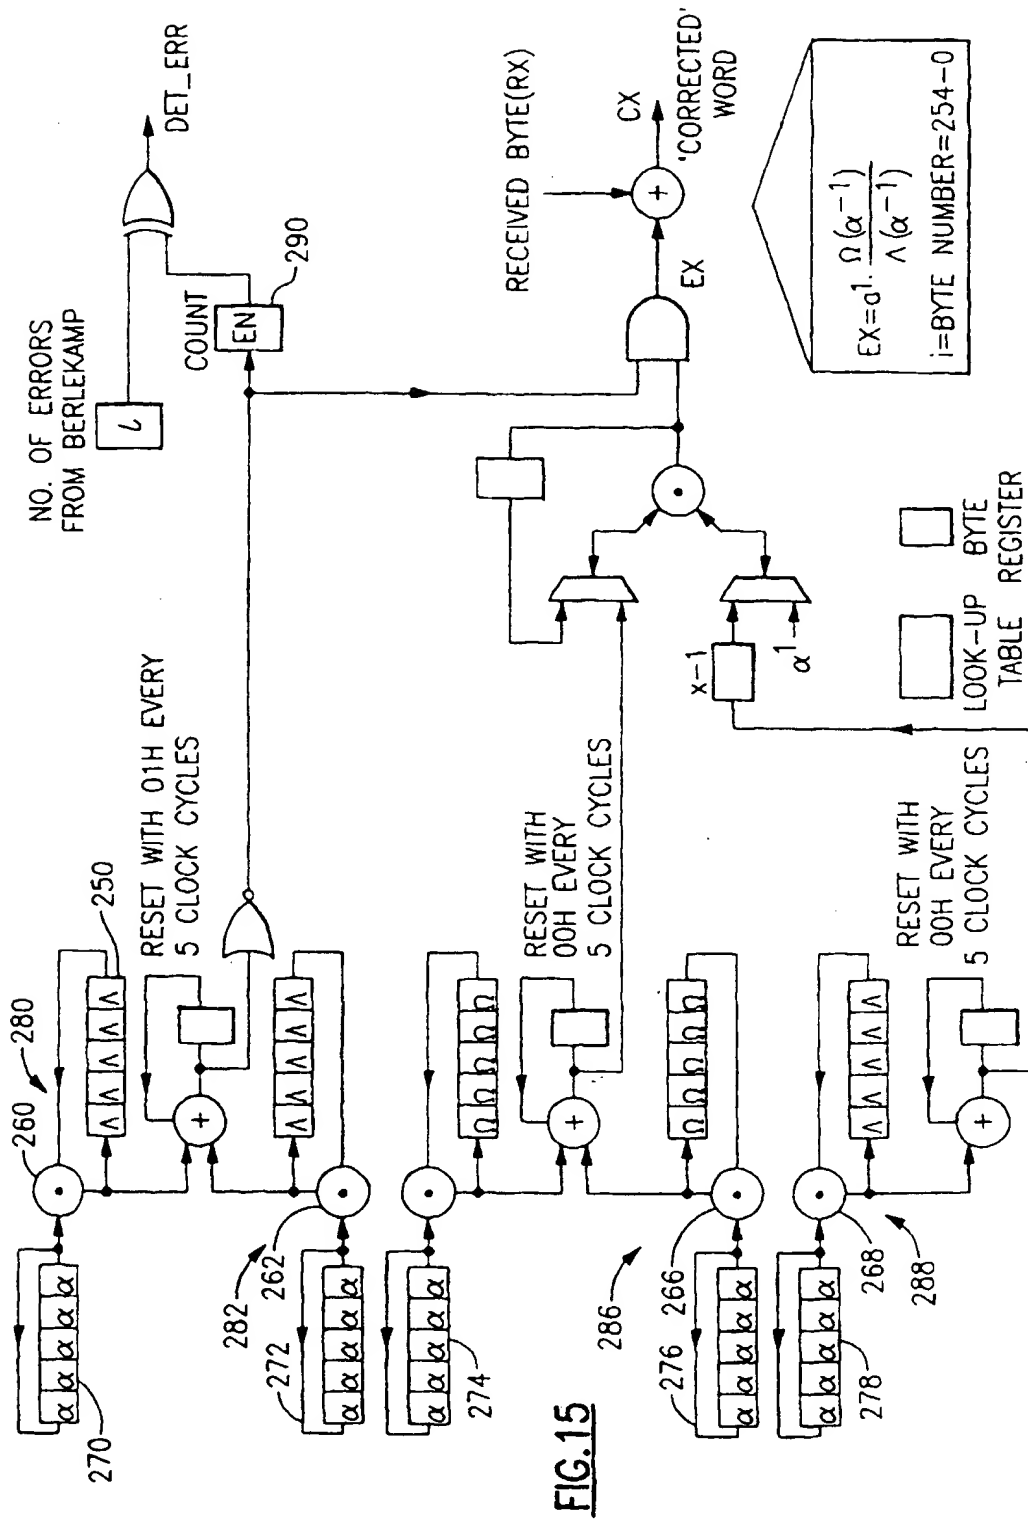 FIG.15
270
α α α α α
260
280
Λ Λ Λ Λ Λ
250
RESET WITH 01H EVERY
5 CLOCK CYCLES
+
Λ Λ Λ Λ Λ
282
262
272
α α α α α
NO. OF ERRORS
FROM BERLEKAMP
l
COUNT
EN
290
DET_ERR
274
α α α α α
Ω Ω Ω Ω Ω
RESET WITH
00H EVERY
5 CLOCK CYCLES
+
Ω Ω Ω Ω Ω
286
266
276
α α α α α
RECEIVED BYTE(RX)
EX
+
CX
'CORRECTED'
WORD
x-1
α1
278
α α α α α
268
288
Λ Λ Λ Λ Λ
RESET WITH
00H EVERY
5 CLOCK CYCLES
+
LOOK-UP
TABLE
BYTE
REGISTER
EX=a1. Ω(α-1)
Λ(α-1)
i=BYTE NUMBER=254-0